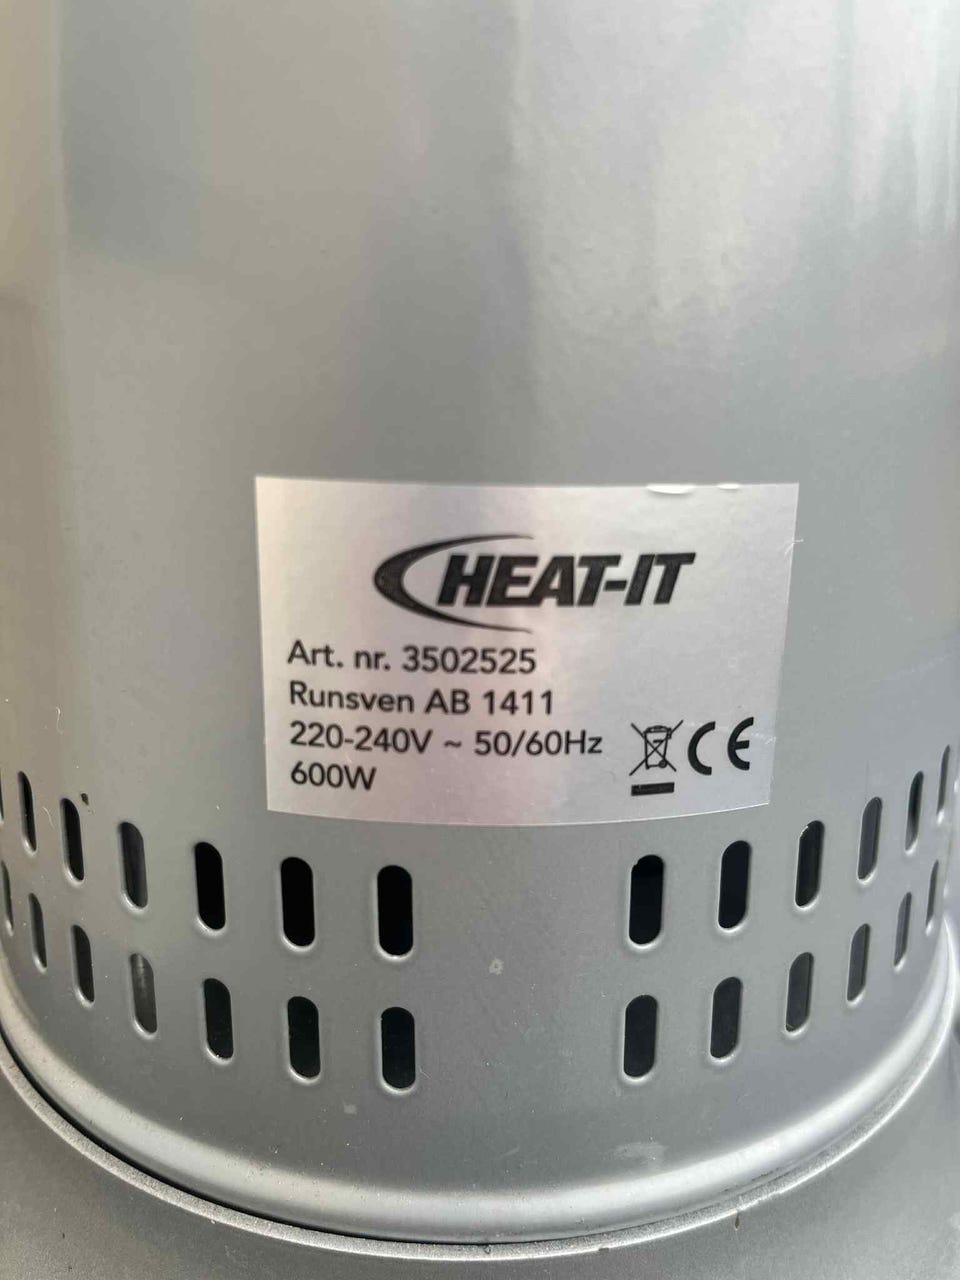 HEAT-IT
Art. nr. 3502525
Runsven AB 1411
220-240V ~ 50/60Hz
600W
CE